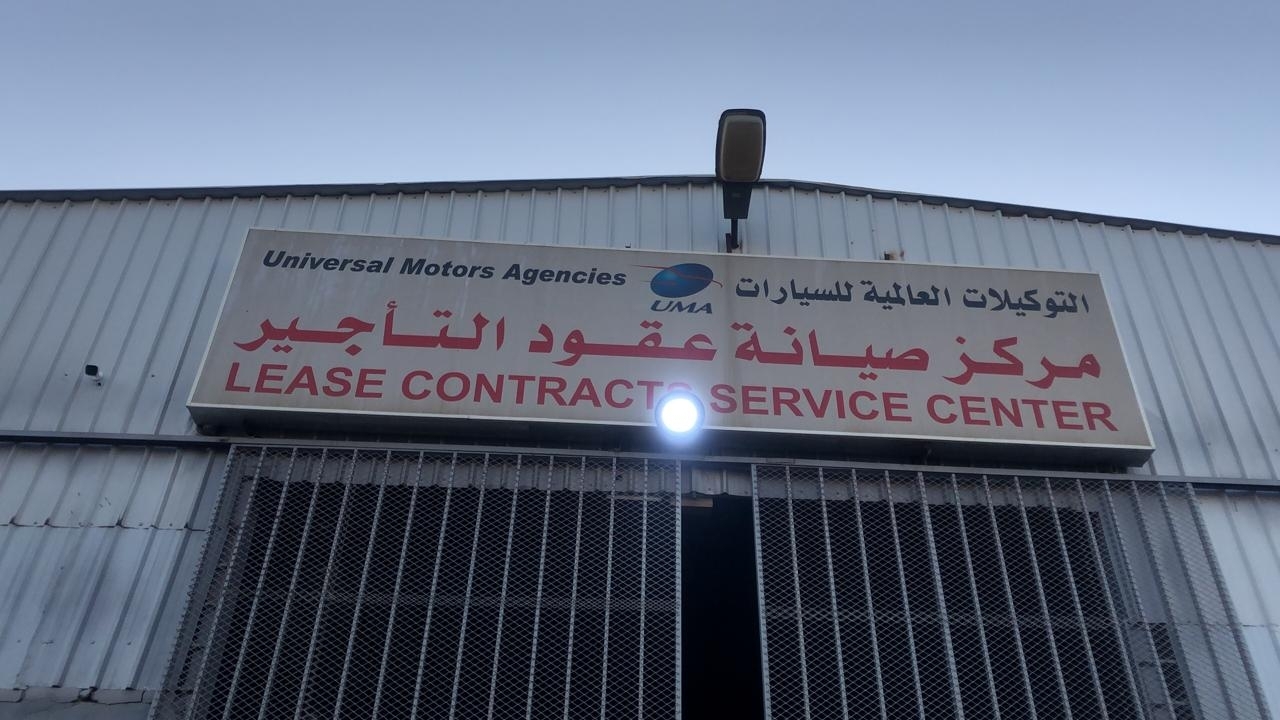 Universal Motors Agencies
UMA
التوكيلات العالمية للسيارات
مركز صيانة عقود التأجير
LEASE CONTRACTS SERVICE CENTER